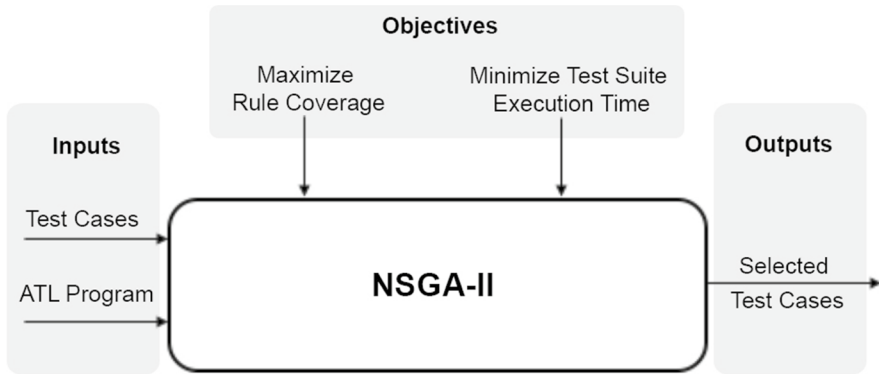 Objectives
Maximize
Rule Coverage
Minimize Test Suite
Execution Time
Inputs
Test Cases
ATL Program
NSGA-II
Outputs
Selected
Test Cases